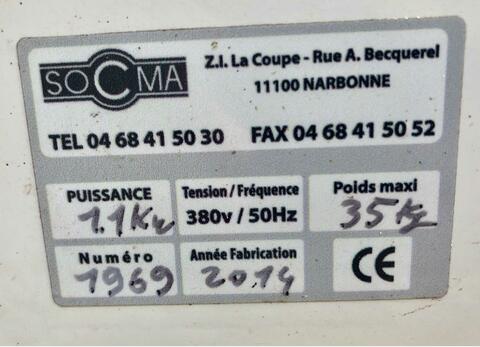 SOCMA
Z.I. La Coupe - Rue A. Becquerel
11100 NARBONNE
TEL 04 68 41 50 30 FAX 04 68 41 50 52
PUISSANCE
1.1Kw
Tension / Fréquence
380v / 50Hz
Poids maxi
35Kg
Numéro
1969
Année Fabrication
2014
CE